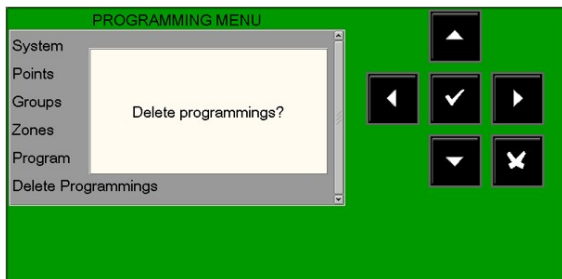 PROGRAMMING MENU
System
Points
Groups
Zones
Program
Delete Programmings
Delete programmings?